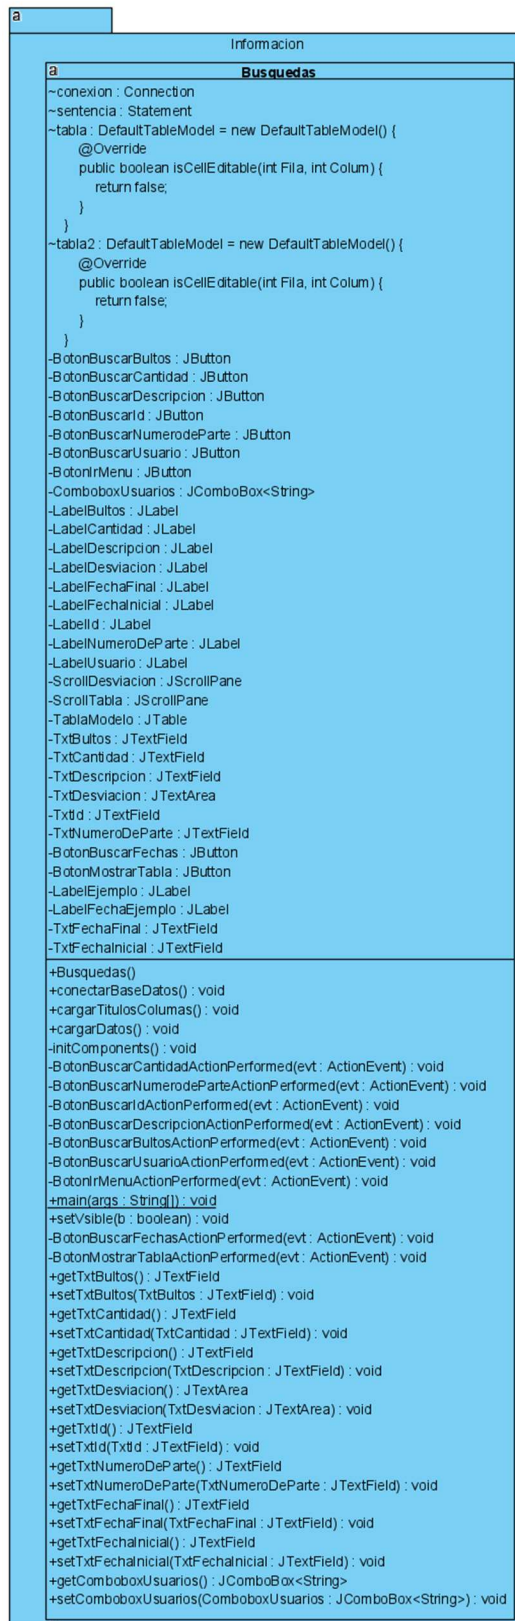 a
Informacion
a
Busquedas
~conexion : Connection
~sentencia : Statement
~tabla : DefaultTableModel = new DefaultTableModel() {
@Override
public boolean isCellEditable(int Fila, int Colum) {
return false;
}
}
~tabla2 : DefaultTableModel = new DefaultTableModel() {
@Override
public boolean isCellEditable(int Fila, int Colum) {
return false;
}
}
-BotonBuscarBultos : JButton
-BotonBuscarCantidad : JButton
-BotonBuscarDescripcion : JButton
-BotonBuscarId : JButton
-BotonBuscarNumerodeParte : JButton
-BotonBuscarUsuario : JButton
-BotonIrMenu : JButton
-ComboboxUsuarios : JComboBox<String>
-LabelBultos : JLabel
-LabelCantidad : JLabel
-LabelDescripcion : JLabel
-LabelDesviacion : JLabel
-LabelFechaFinal : JLabel
-LabelFechaInicial : JLabel
-LabelId : JLabel
-LabelNumeroDeParte : JLabel
-LabelUsuario : JLabel
-ScrollDesviacion : JScrollPane
-ScrollTabla : JScrollPane
-TablaModelo : JTable
-TxtBultos : JTextField
-TxtCantidad : JTextField
-TxtDescripcion : JTextField
-TxtDesviacion : JTextArea
-TxtId : JTextField
-TxtNumeroDeParte : JTextField
-BotonBuscarFechas : JButton
-BotonMostrarTabla : JButton
-LabelEjemplo : JLabel
-LabelFechaEjemplo : JLabel
-TxtFechaFinal : JTextField
-TxtFechaInicial : JTextField
+Busquedas()
+conectarBaseDatos() : void
+cargarTitulosColumas() : void
+cargarDatos() : void
-initComponents() : void
-BotonBuscarCantidadActionPerformed(evt : ActionEvent) : void
-BotonBuscarNumerodeParteActionPerformed(evt : ActionEvent) : void
-BotonBuscarIdActionPerformed(evt : ActionEvent) : void
-BotonBuscarDescripcionActionPerformed(evt : ActionEvent) : void
-BotonBuscarBultosActionPerformed(evt : ActionEvent) : void
-BotonBuscarUsuarioActionPerformed(evt : ActionEvent) : void
-BotonIrMenuActionPerformed(evt : ActionEvent) : void
+main(args : String[]) : void
+setVsible(b : boolean) : void
-BotonBuscarFechasActionPerformed(evt : ActionEvent) : void
-BotonMostrarTablaActionPerformed(evt : ActionEvent) : void
+getTxtBultos() : JTextField
+setTxtBultos(TxtBultos : JTextField) : void
+getTxtCantidad() : JTextField
+setTxtCantidad(TxtCantidad : JTextField) : void
+getTxtDescripcion() : JTextField
+setTxtDescripcion(TxtDescripcion : JTextField) : void
+getTxtDesviacion() : JTextArea
+setTxtDesviacion(TxtDesviacion : JTextArea) : void
+getTxtId() : JTextField
+setTxtId(TxtId : JTextField) : void
+getTxtNumeroDeParte() : JTextField
+setTxtNumeroDeParte(TxtNumeroDeParte : JTextField) : void
+getTxtFechaFinal() : JTextField
+setTxtFechaFinal(TxtFechaFinal : JTextField) : void
+getTxtFechaInicial() : JTextField
+setTxtFechaInicial(TxtFechaInicial : JTextField) : void
+getComboboxUsuarios() : JComboBox<String>
+setComboboxUsuarios(ComboboxUsuarios : JComboBox<String>) : void